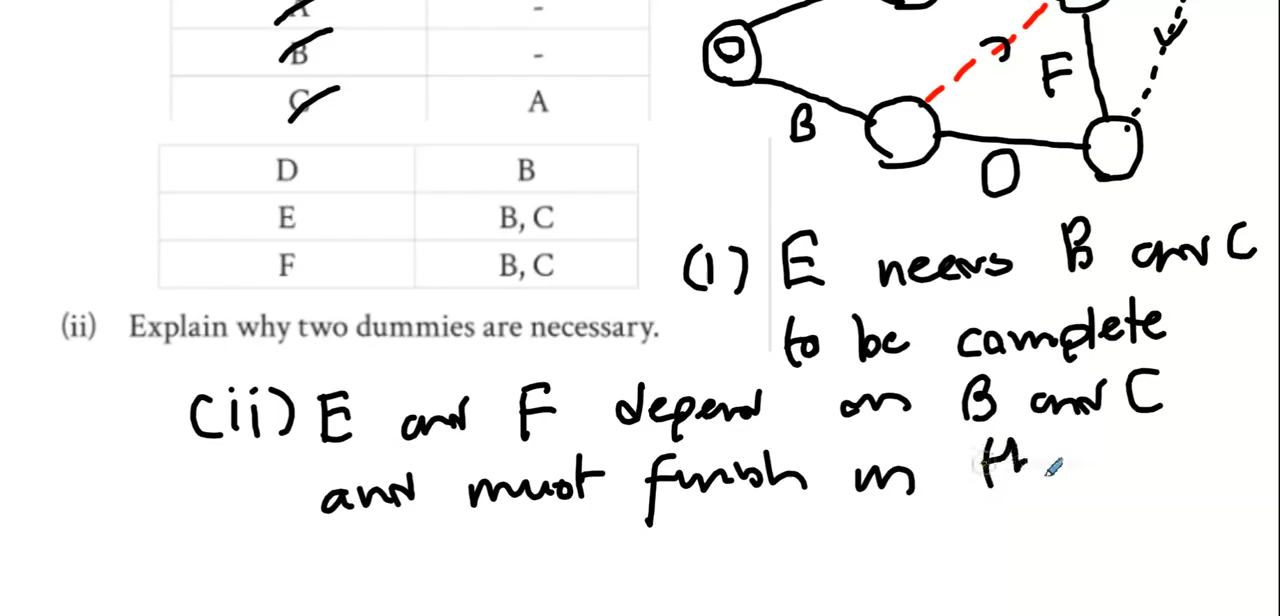 A -
B -
C A
D B
E B, C
F B, C
B
D
F
(i) E needs B and C
to be complete
(ii) Explain why two dummies are necessary.
(ii) E and F depend on B and C
and must finish in